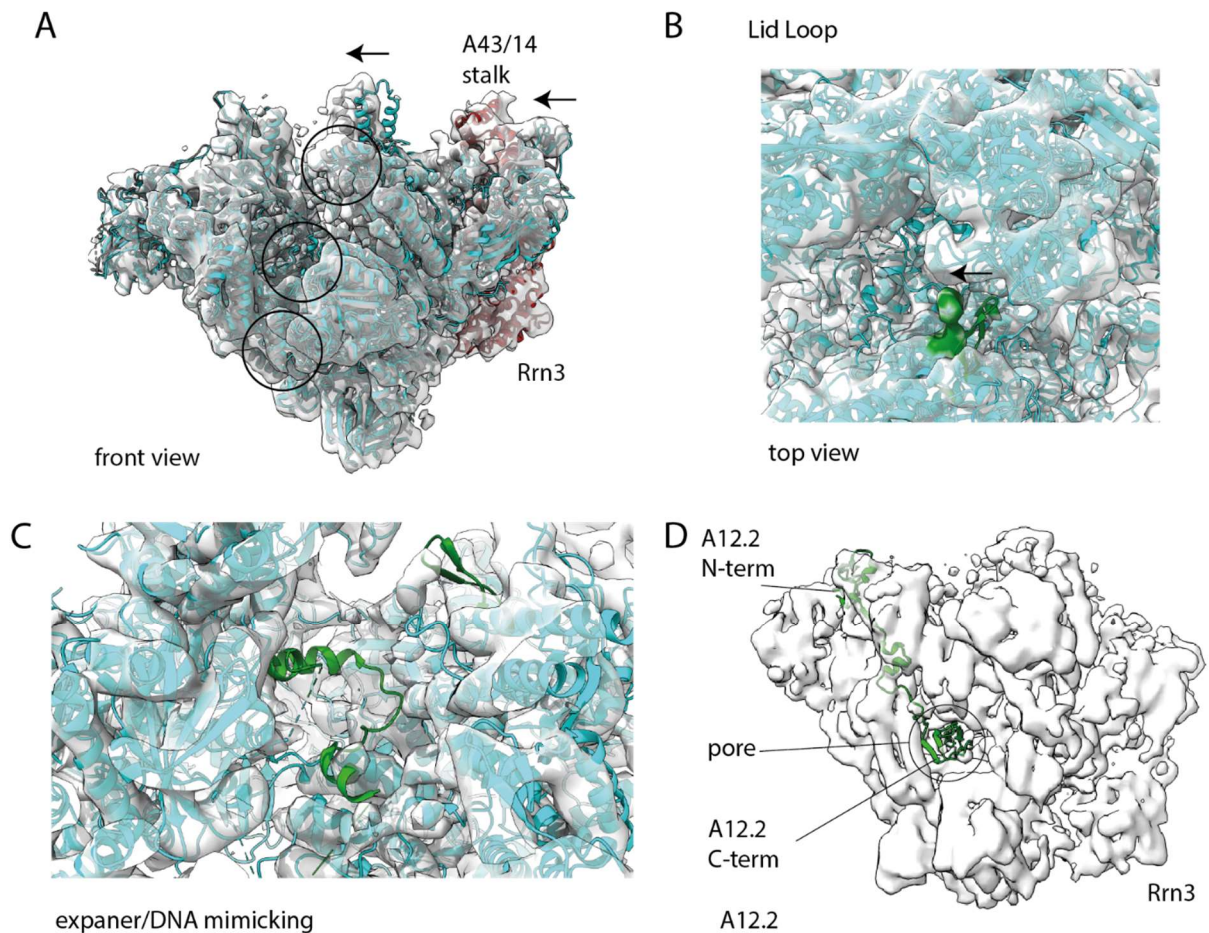 A
A43/14
stalk
Rrn3
front view
B
Lid Loop
top view
C
expaner/DNA mimicking
D
A12.2
N-term
pore
A12.2
C-term
Rrn3
A12.2